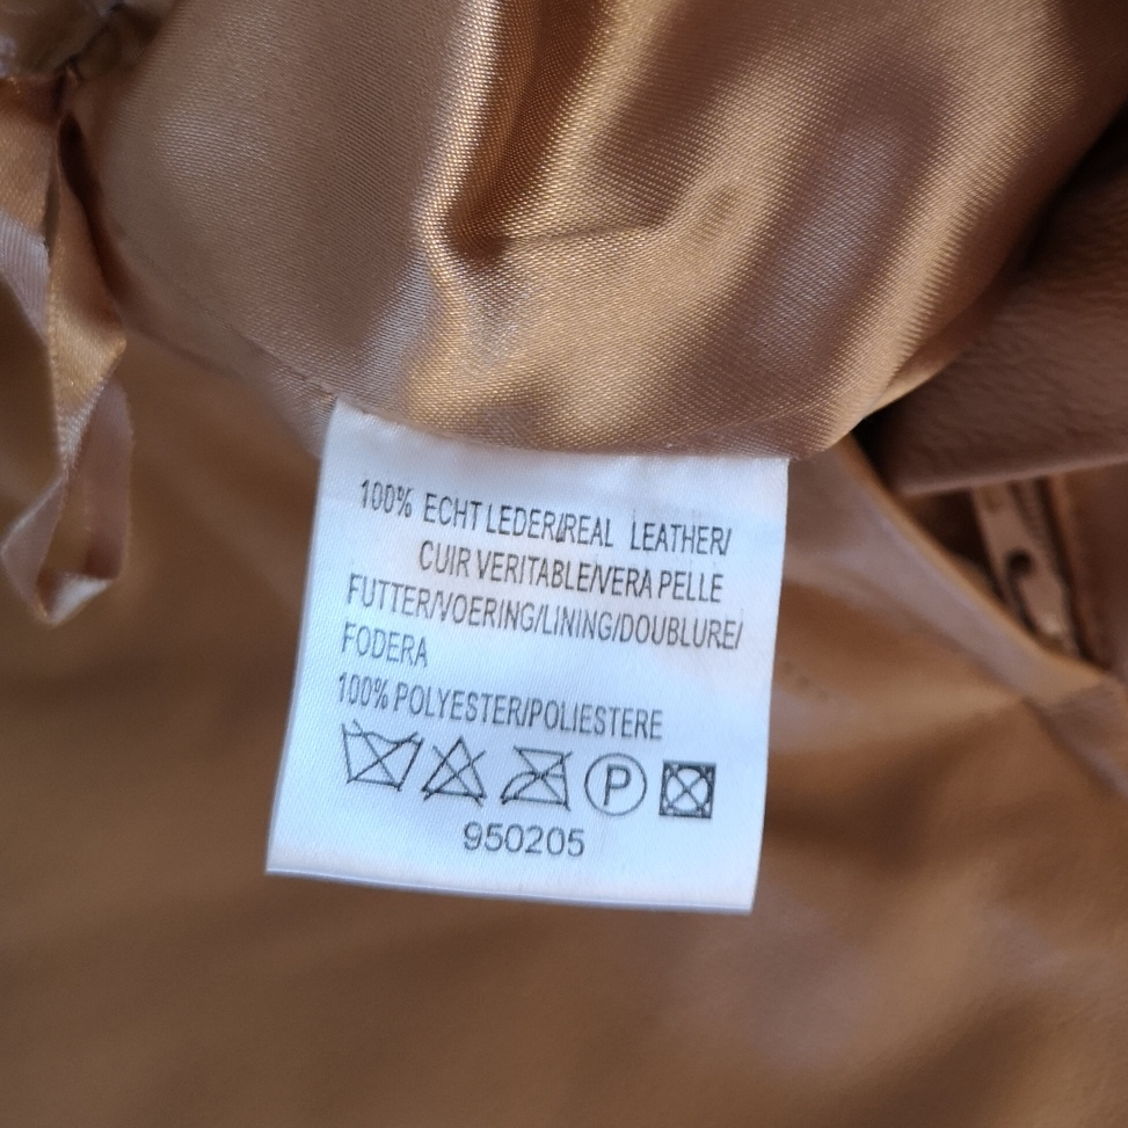 100% ECHT LEDER/REAL LEATHER/
CUIR VERITABLE/VERA PELLE
FUTTER/VOERING/LINING/DOUBLURE/
FODERA
100% POLYESTER/POLIESTERE
P
950205